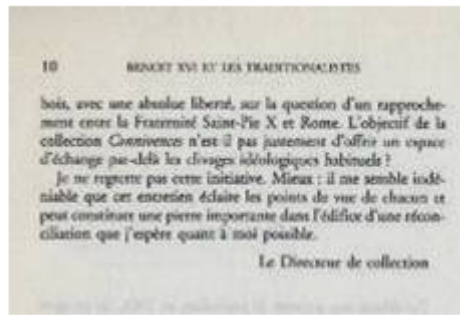 10 BENOIT XVI ET LES TRADITIONALISTES
bois, avec une absolue liberté, sur la question d'un rapproche-
ment entre la Fraternité Saint-Pie X et Rome. L'objectif de la
collection Connivences n'est il pas justement d'offrir un espace
d'échange par-delà les clivages idéologiques habituels ?
Je ne regrette pas cette initiative. Mieux : il me semble indé-
niable que cet entretien éclaire les points de vue de chacun et
peut constituer une pierre importante dans l'édifice d'une récon-
ciliation que j'espère quant à moi possible.
Le Directeur de collection